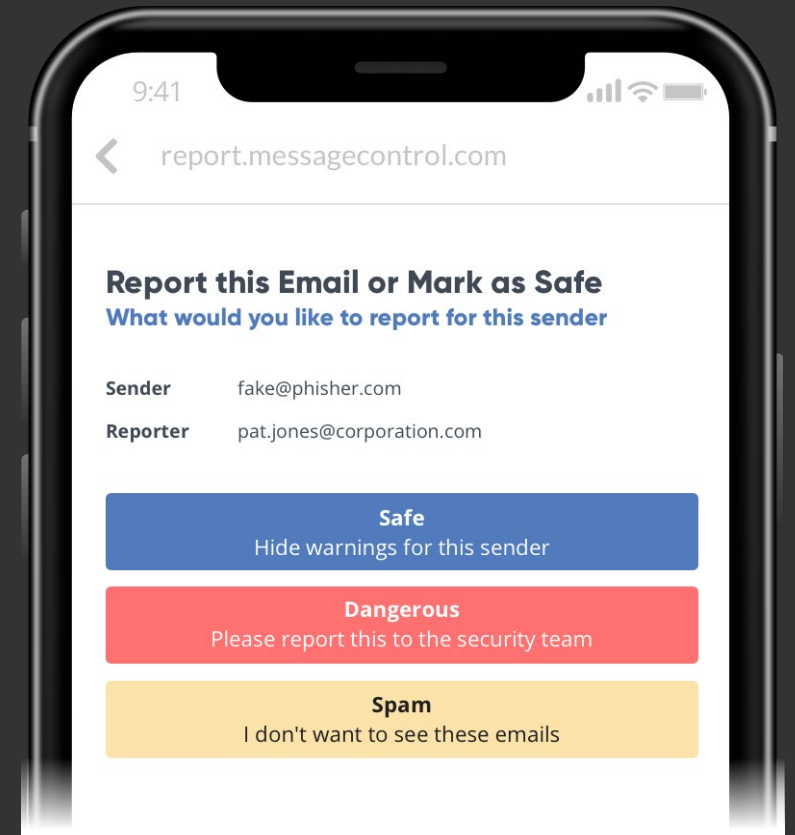 9:41
report.messagecontrol.com
Report this Email or Mark as Safe
What would you like to report for this sender
Sender fake@phisher.com
Reporter pat.jones@corporation.com
Safe
Hide warnings for this sender
Dangerous
Please report this to the security team
Spam
I don't want to see these emails